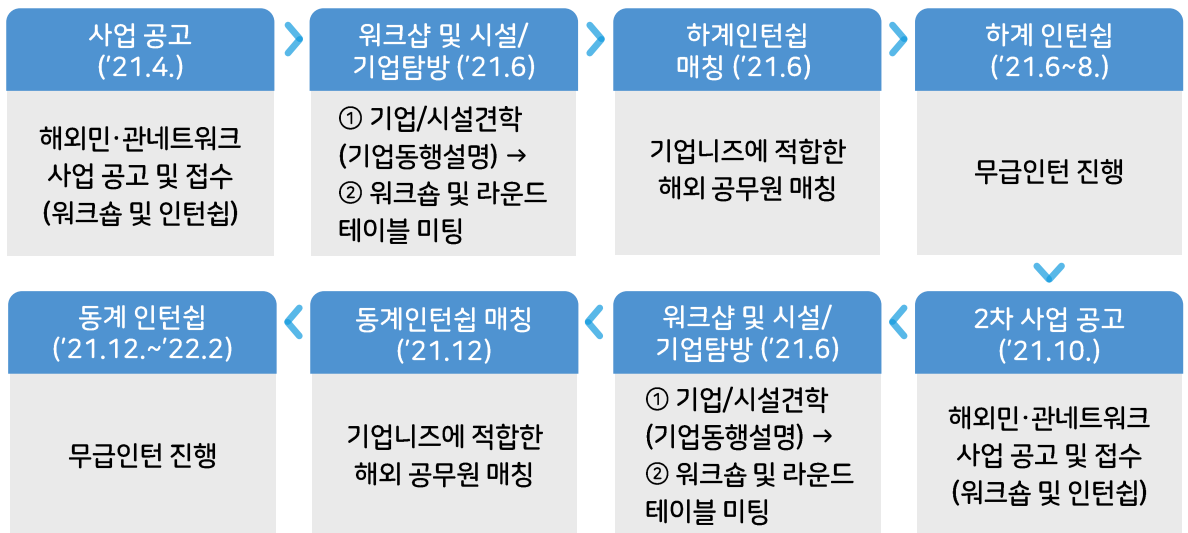 사업 공고
('21.4.)
해외민·관네트워크
사업 공고 및 접수
(워크숍 및 인턴쉽)
워크샵 및 시설/
기업탐방 ('21.6)
① 기업/시설견학
(기업동행설명) →
② 워크숍 및 라운드
테이블 미팅
하계인턴쉽
매칭 ('21.6)
기업니즈에 적합한
해외 공무원 매칭
하계 인턴쉽
('21.6~8.)
무급인턴 진행
2차 사업 공고
('21.10.)
해외민·관네트워크
사업 공고 및 접수
(워크숍 및 인턴쉽)
워크샵 및 시설/
기업탐방 ('21.6)
① 기업/시설견학
(기업동행설명) →
② 워크숍 및 라운드
테이블 미팅
동계인턴쉽 매칭
('21.12)
기업니즈에 적합한
해외 공무원 매칭
동계 인턴쉽
('21.12.~'22.2)
무급인턴 진행